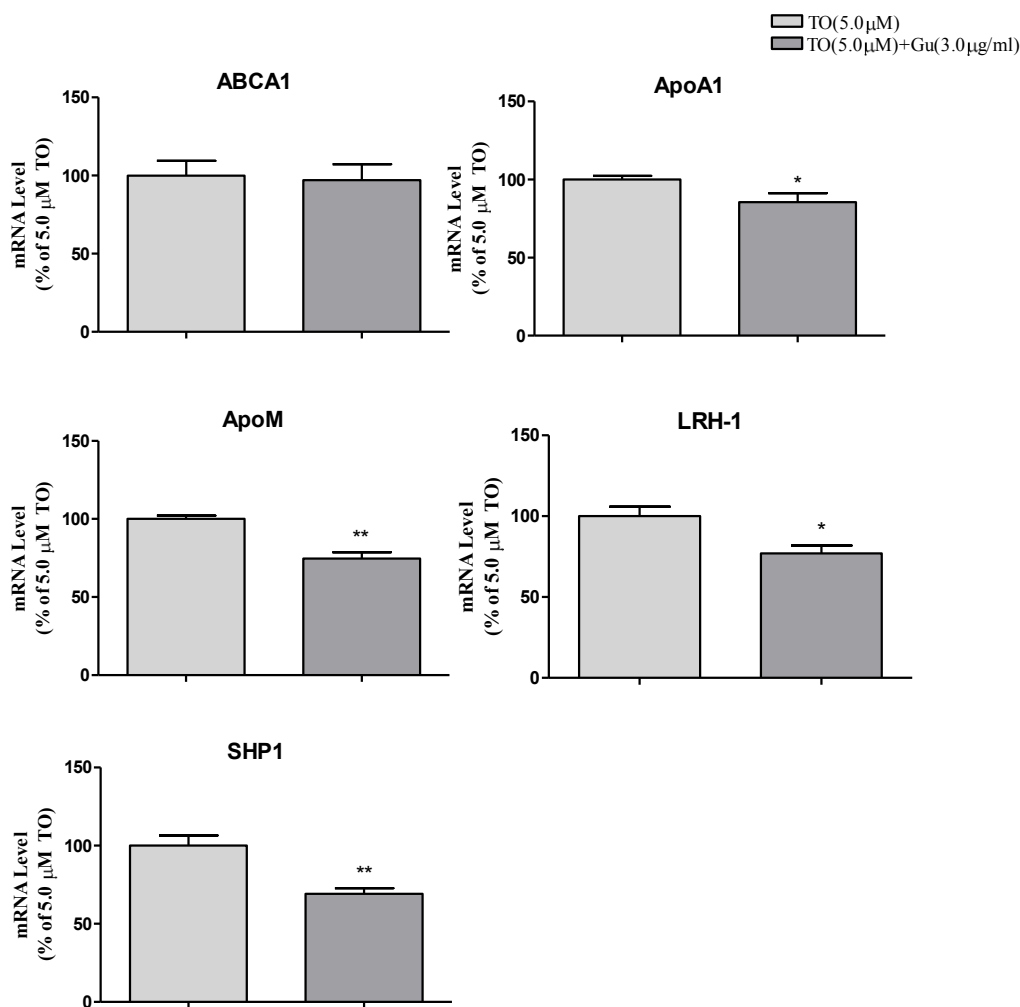 TO(5.0μM)
TO(5.0μM)+Gu(3.0μg/ml)
ABCA1
mRNA Level
(% of 5.0 μM TO)
150
100
50
0
ApoA1
mRNA Level
(% of 5.0 μM TO)
150
100
50
0
*
ApoM
mRNA Level
(% of 5.0 μM TO)
150
100
50
0
**
LRH-1
mRNA Level
(% of 5.0 μM TO)
150
100
50
0
*
SHP1
mRNA Level
(% of 5.0 μM TO)
150
100
50
0
**